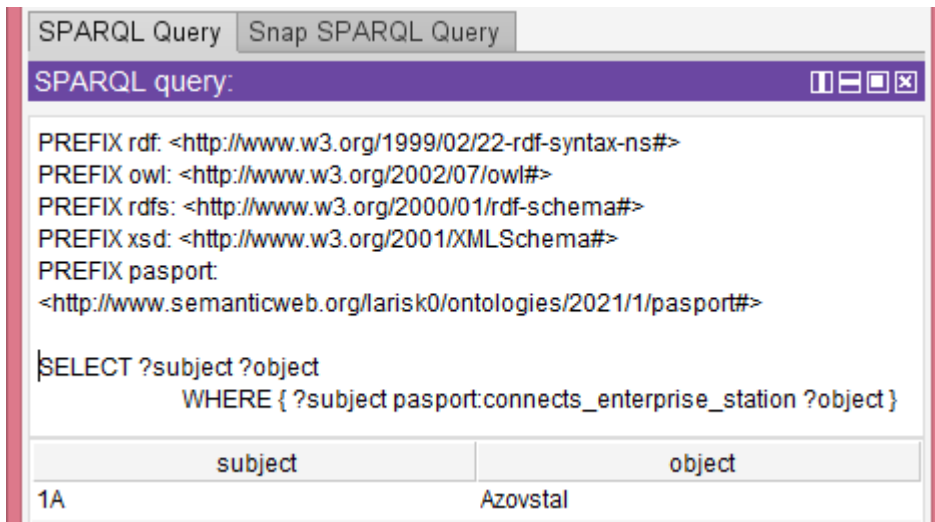 SPARQL Query Snap SPARQL Query
SPARQL query:
PREFIX rdf: <http://www.w3.org/1999/02/22-rdf-syntax-ns#>
PREFIX owl: <http://www.w3.org/2002/07/owl#>
PREFIX rdfs: <http://www.w3.org/2000/01/rdf-schema#>
PREFIX xsd: <http://www.w3.org/2001/XMLSchema#>
PREFIX pasport:
<http://www.semanticweb.org/larisk0/ontologies/2021/1/pasport#>
SELECT ?subject ?object
WHERE { ?subject pasport:connects_enterprise_station ?object }
subject object
1A Azovstal